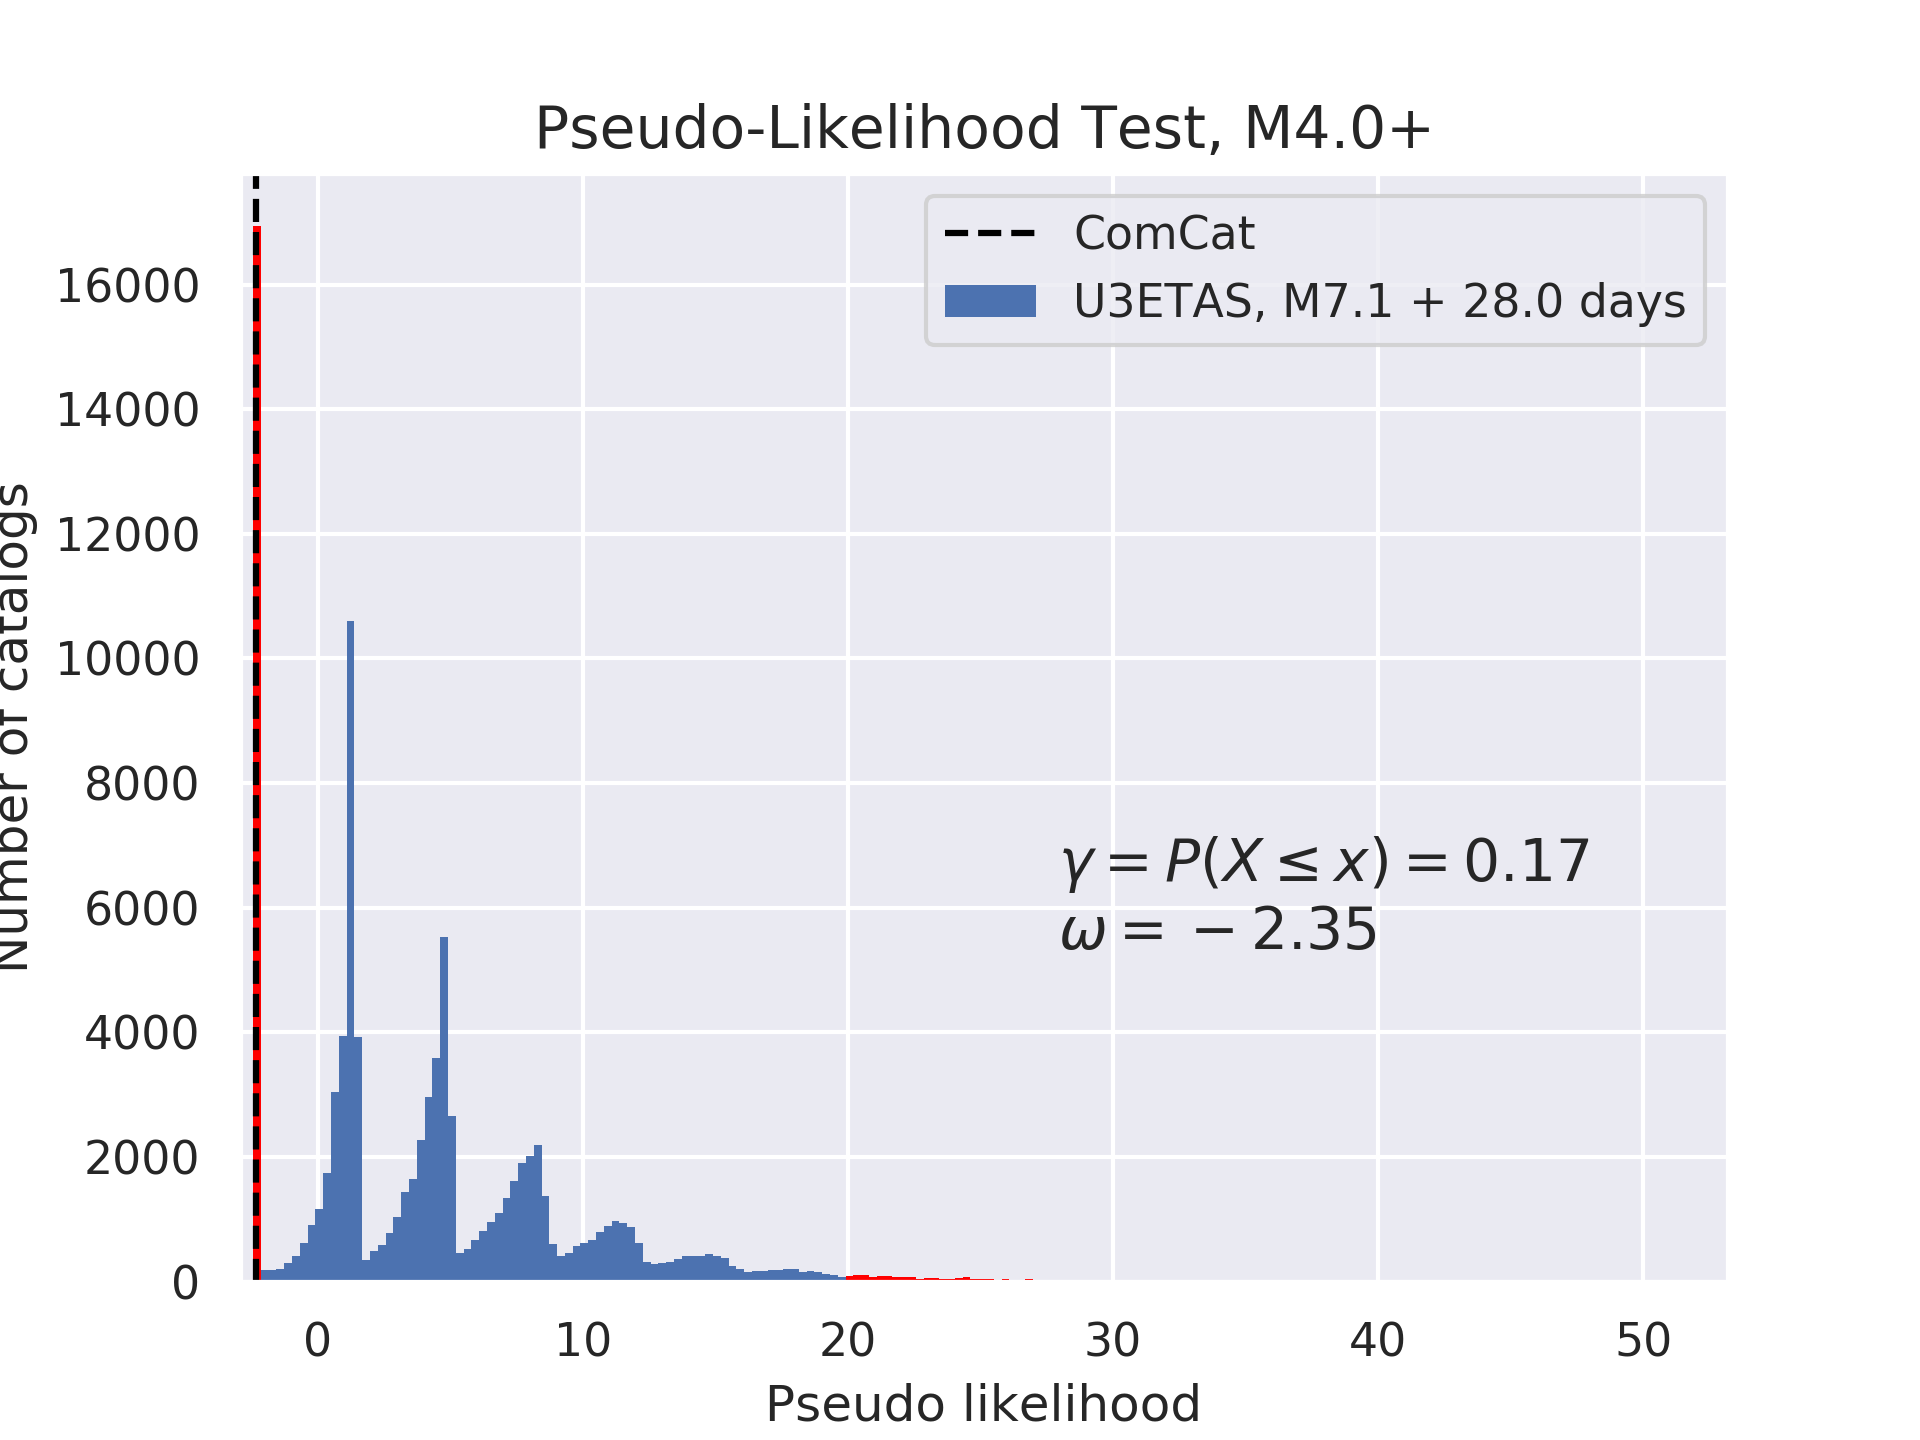 Pseudo-Likelihood Test, M4.0+
ComCat
U3ETAS, M7.1 + 28.0 days
16000
14000
12000
10000
8000
6000
4000
2000
0
Number of catalogs
γ = P(X ≤ x) = 0.17
ω = −2.35
0 10 20 30 40 50
Pseudo likelihood